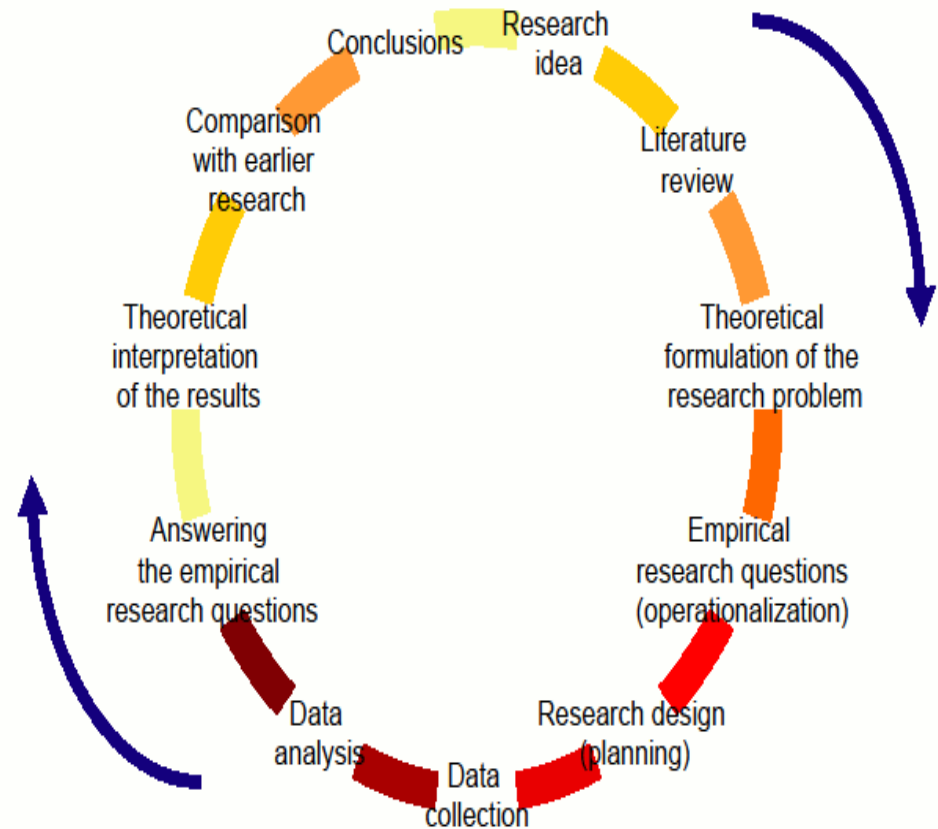 Research
idea
Literature
review
Theoretical
formulation of the
research problem
Empirical
research questions
(operationalization)
Research design
(planning)
Data
collection
Data
analysis
Answering
the empirical
research questions
Theoretical
interpretation
of the results
Comparison
with earlier
research
Conclusions